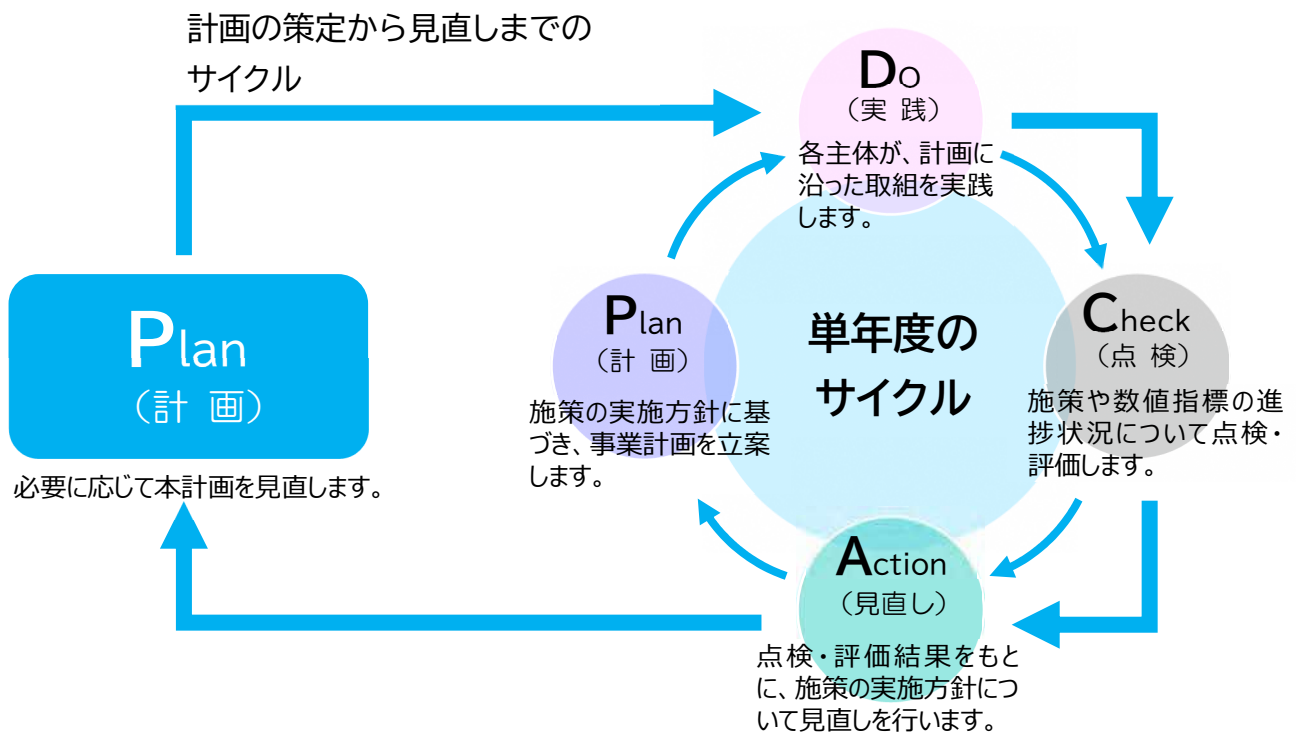 計画の策定から見直しまでの
サイクル
Do
（実 践）
各主体が、計画に
沿った取組を実践
します。
Plan
（計 画）
必要に応じて本計画を見直します。
Plan
（計 画）
施策の実施方針に基
づき、事業計画を立案
します。
単年度の
サイクル
Check
（点 検）
施策や数値指標の進
捗状況について点検・
評価します。
Action
（見直し）
点検・評価結果をもと
に、施策の実施方針につ
いて見直しを行います。